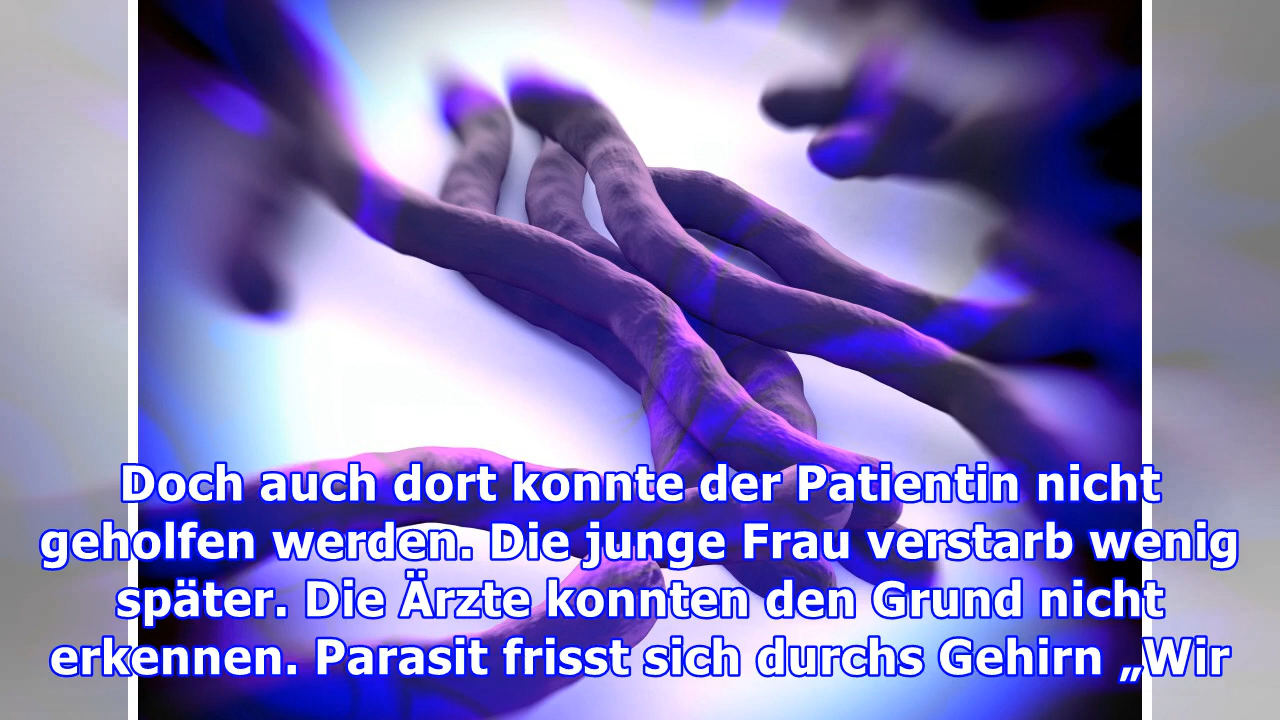 Doch auch dort konnte der Patientin nicht
geholfen werden. Die junge Frau verstarb wenig
später. Die Ärzte konnten den Grund nicht
erkennen. Parasit frisst sich durchs Gehirn „Wir